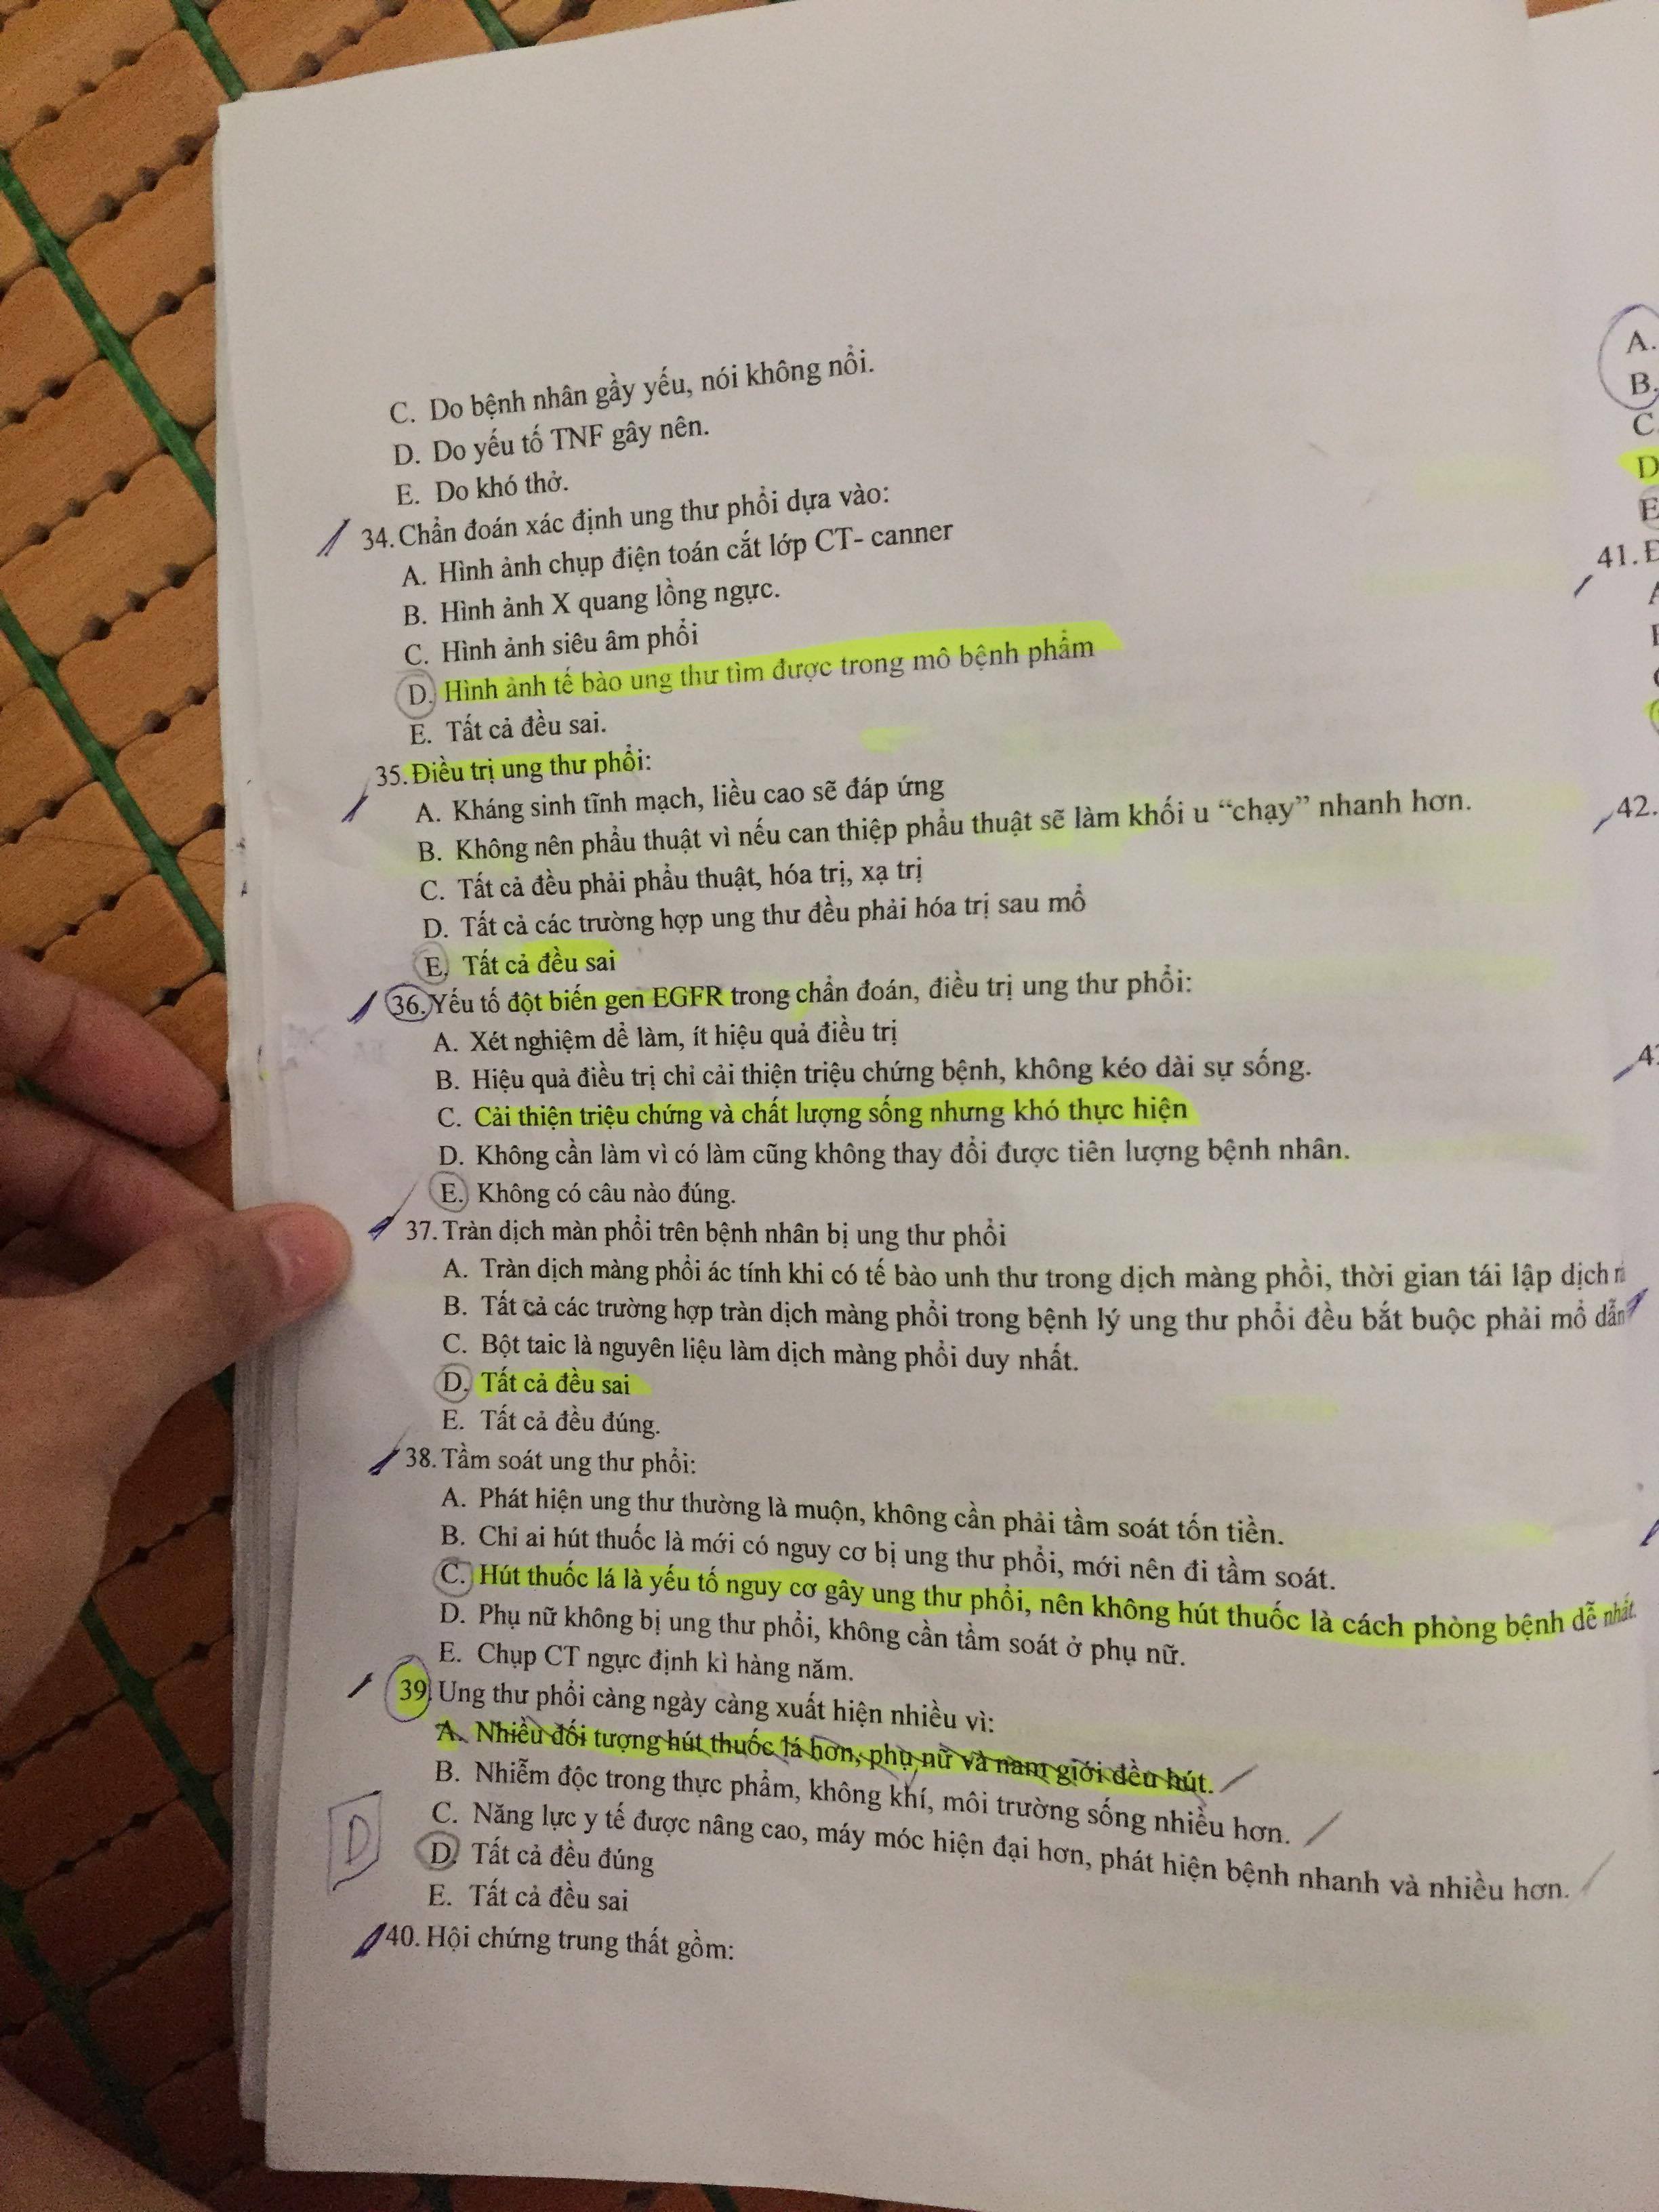 C. Do bệnh nhân gầy yếu, nói không nổi.
D. Do yếu tố TNF gây nên.
E. Do khó thở.
34. Chẩn đoán xác định ung thư phổi dựa vào:
A. Hình ảnh chụp điện toán cắt lớp CT- canner
B. Hình ảnh X quang lồng ngực.
C. Hình ảnh siêu âm phổi
D. Hình ảnh tế bào ung thư tìm được trong mô bệnh phẩm
E. Tất cả đều sai.
35. Điều trị ung thư phổi:
A. Kháng sinh tĩnh mạch, liều cao sẽ đáp ứng
B. Không nên phẩu thuật vì nếu can thiệp phẩu thuật sẽ làm khối u “chạy” nhanh hơn.
C. Tất cả đều phải phẩu thuật, hóa trị, xạ trị
D. Tất cả các trường hợp ung thư đều phải hóa trị sau mổ
E. Tất cả đều sai
36. Yếu tố đột biến gen EGFR trong chẩn đoán, điều trị ung thư phổi:
A. Xét nghiệm dể làm, ít hiệu quả điều trị
B. Hiệu quả điều trị chỉ cải thiện triệu chứng bệnh, không kéo dài sự sống.
C. Cải thiện triệu chứng và chất lượng sống nhưng khó thực hiện
D. Không cần làm vì có làm cũng không thay đổi được tiên lượng bệnh nhân.
E. Không có câu nào đúng.
37. Tràn dịch màn phổi trên bệnh nhân bị ung thư phổi
A. Tràn dịch màng phổi ác tính khi có tế bào unh thư trong dịch màng phổi, thời gian tái lập dịch
B. Tất cả các trường hợp tràn dịch màng phổi trong bệnh lý ung thư phổi đều bắt buộc phải mổ dẫn
C. Bột taic là nguyên liệu làm dịch màng phổi duy nhất.
D. Tất cả đều sai
E. Tất cả đều đúng.
38. Tầm soát ung thư phổi:
A. Phát hiện ung thư thường là muộn, không cần phải tầm soát tốn tiền.
B. Chỉ ai hút thuốc là mới có nguy cơ bị ung thư phổi, mới nên đi tầm soát.
C. Hút thuốc lá là yếu tố nguy cơ gây ung thư phổi, nên không hút thuốc là cách phòng bệnh dễ nhất.
D. Phụ nữ không bị ung thư phổi, không cần tầm soát ở phụ nữ.
E. Chụp CT ngực định kì hàng năm.
39. Ung thư phổi càng ngày càng xuất hiện nhiều vì:
A. Nhiều đối tượng hút thuốc lá hơn, phụ nữ và nam giới đều hút.
B. Nhiễm độc trong thực phẩm, không khí, môi trường sống nhiều hơn.
C. Năng lực y tế được nâng cao, máy móc hiện đại hơn, phát hiện bệnh nhanh và nhiều hơn.
D
D. Tất cả đều đúng
E. Tất cả đều sai
40. Hội chứng trung thất gồm:
A.
B.
C.
D
E
41.
42.